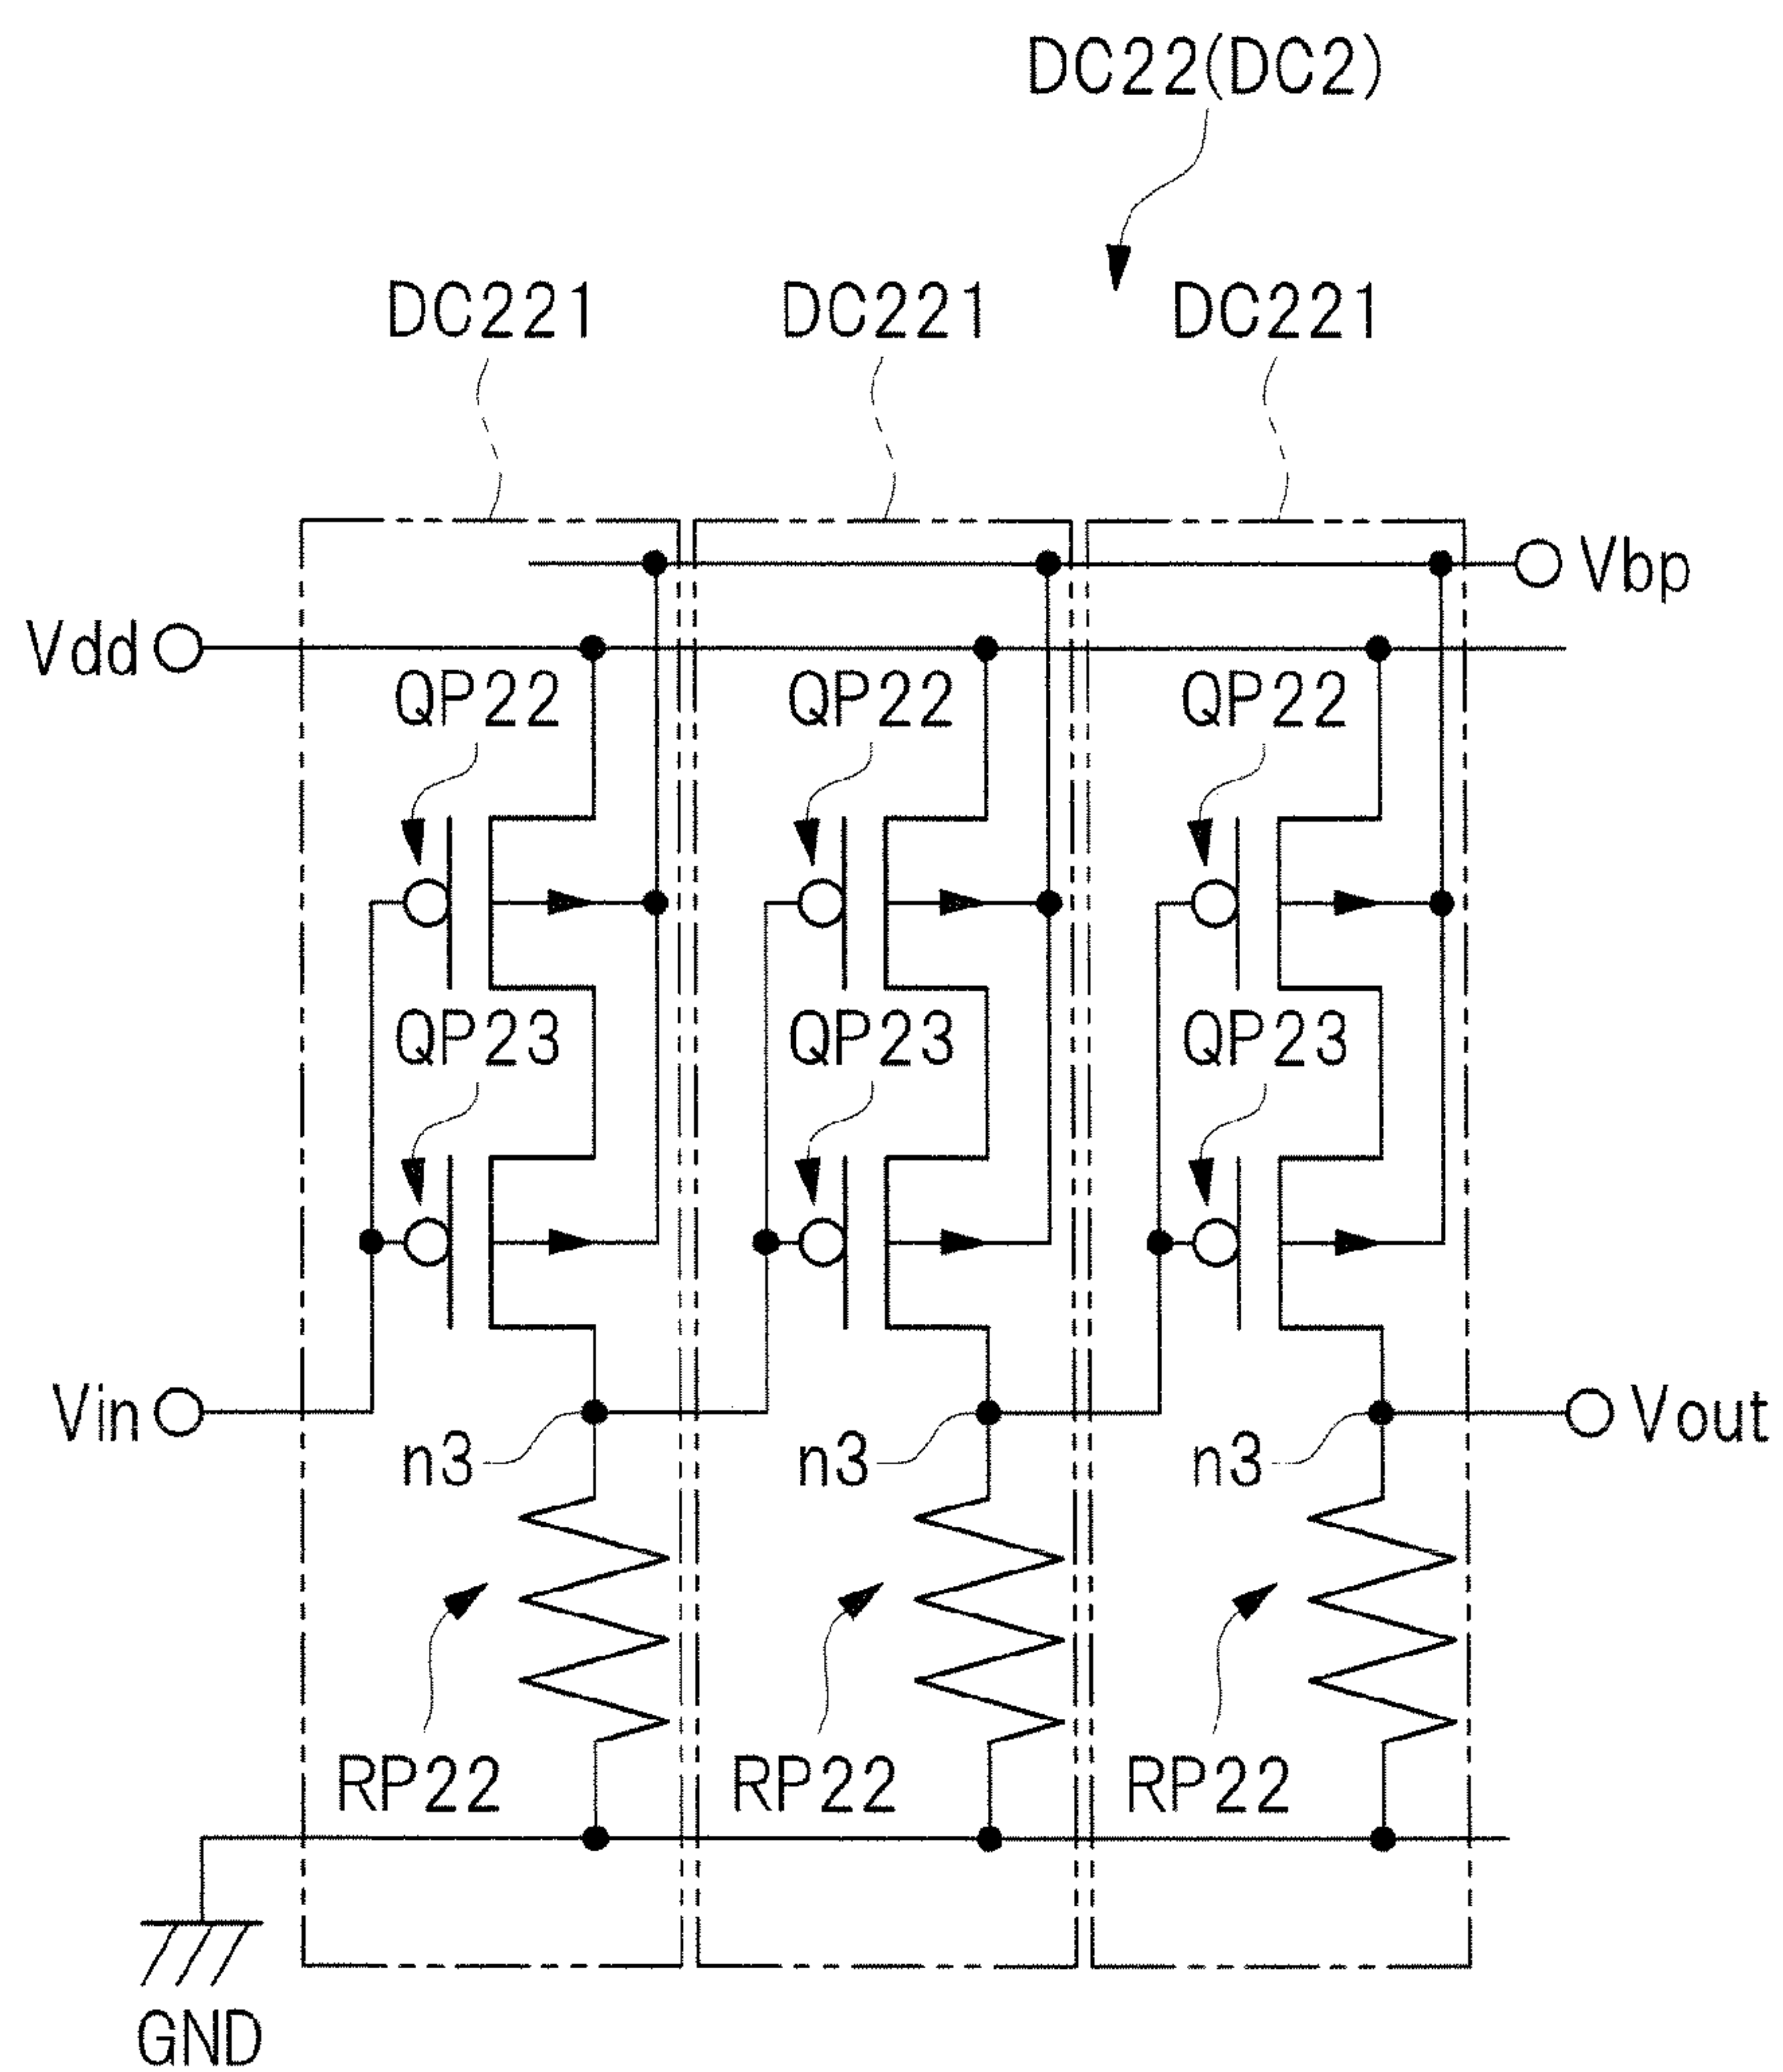 DC22(DC2)
DC221
DC221
DC221
Vbp
Vdd
QP22
QP22
QP22
QP23
QP23
QP23
Vin
Vout
n3
n3
n3
RP22
RP22
RP22
GND